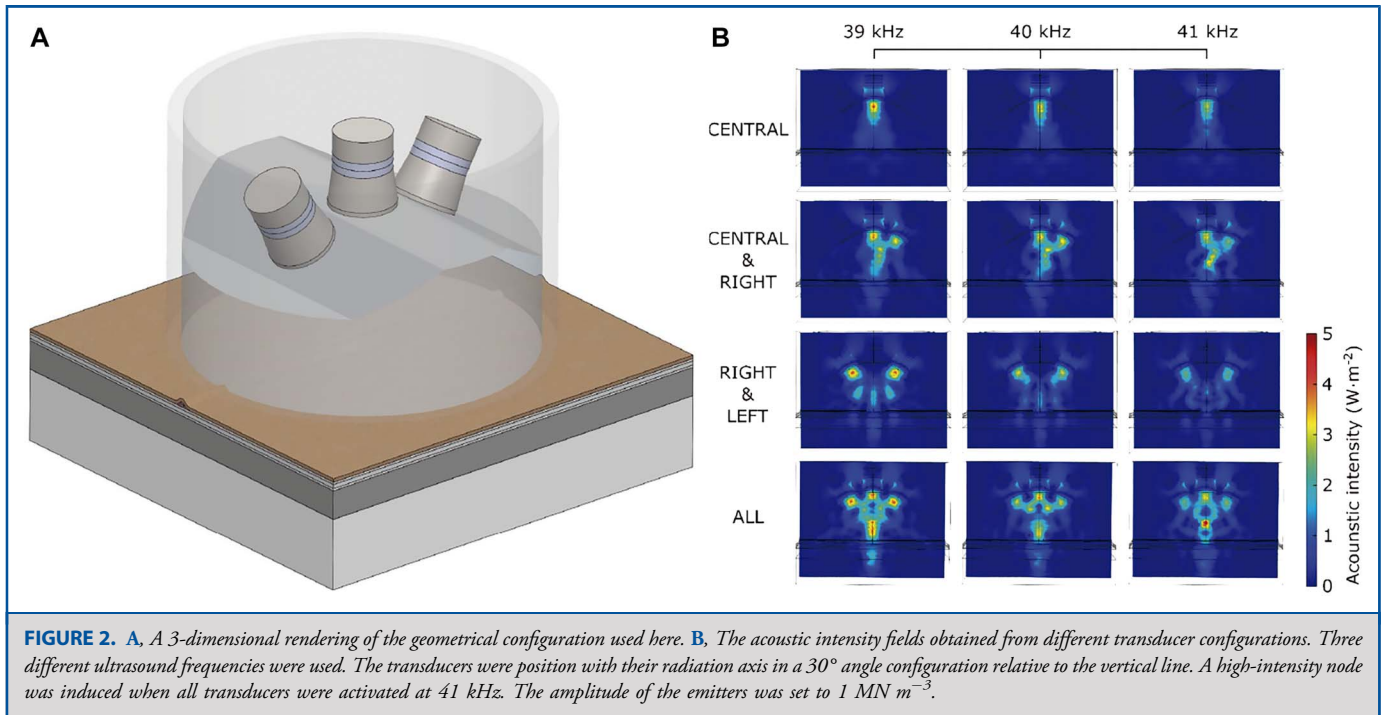 A
B
39 kHz
40 kHz
41 kHz
CENTRAL
CENTRAL
&
RIGHT
RIGHT
&
LEFT
ALL
5
4
3
2
1
0
Acounstic intensity (W·m⁻²)
FIGURE 2. A, A 3-dimensional rendering of the geometrical configuration used here. B, The acoustic intensity fields obtained from different transducer configurations. Three
different ultrasound frequencies were used. The transducers were position with their radiation axis in a 30° angle configuration relative to the vertical line. A high-intensity node
was induced when all transducers were activated at 41 kHz. The amplitude of the emitters was set to 1 MN m⁻³.